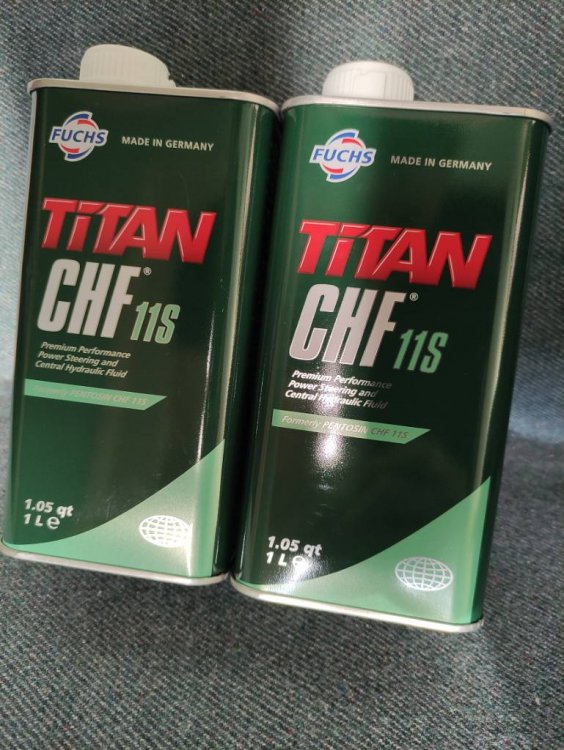 FUCHS
MADE IN GERMANY
TiTAN
CHF® 11S
Premium Performance
Power Steering and
Central Hydraulic Fluid
Formerly PENTOSIN CHF 11S
1.05 qt
1 L e
FUCHS
MADE IN GERMANY
TiTAN
CHF® 11S
Premium Performance
Power Steering and
Central Hydraulic Fluid
Formerly PENTOSIN CHF 11S
1.05 qt
1 L e